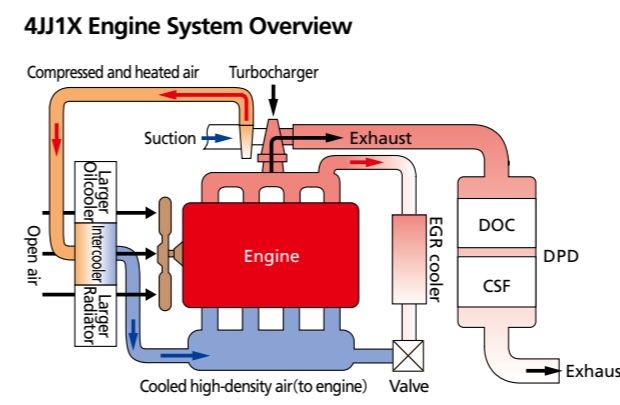 4JJ1X Engine System Overview
Compressed and heated air
Turbocharger
Suction
Exhaust
Larger
Oilcooler
Intercooler
Larger
Radiator
Open air
Engine
EGR cooler
DOC
DPD
CSF
Exhaus
Cooled high-density air(to engine)
Valve